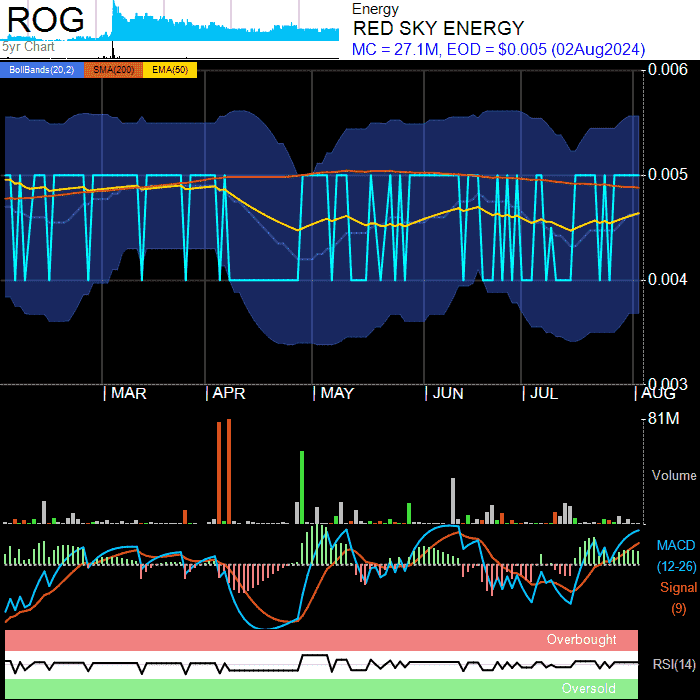 ROG
5yr Chart
Energy
RED SKY ENERGY
MC = 27.1M, EOD = $0.005 (02Aug2024)
BollBands(20,2) SMA(200) EMA(50)
0.006
0.005
0.004
0.003
MAR APR MAY JUN JUL AUG
81M
Volume
MACD
(12-26)
Signal
(9)
Overbought
RSI(14)
Oversold